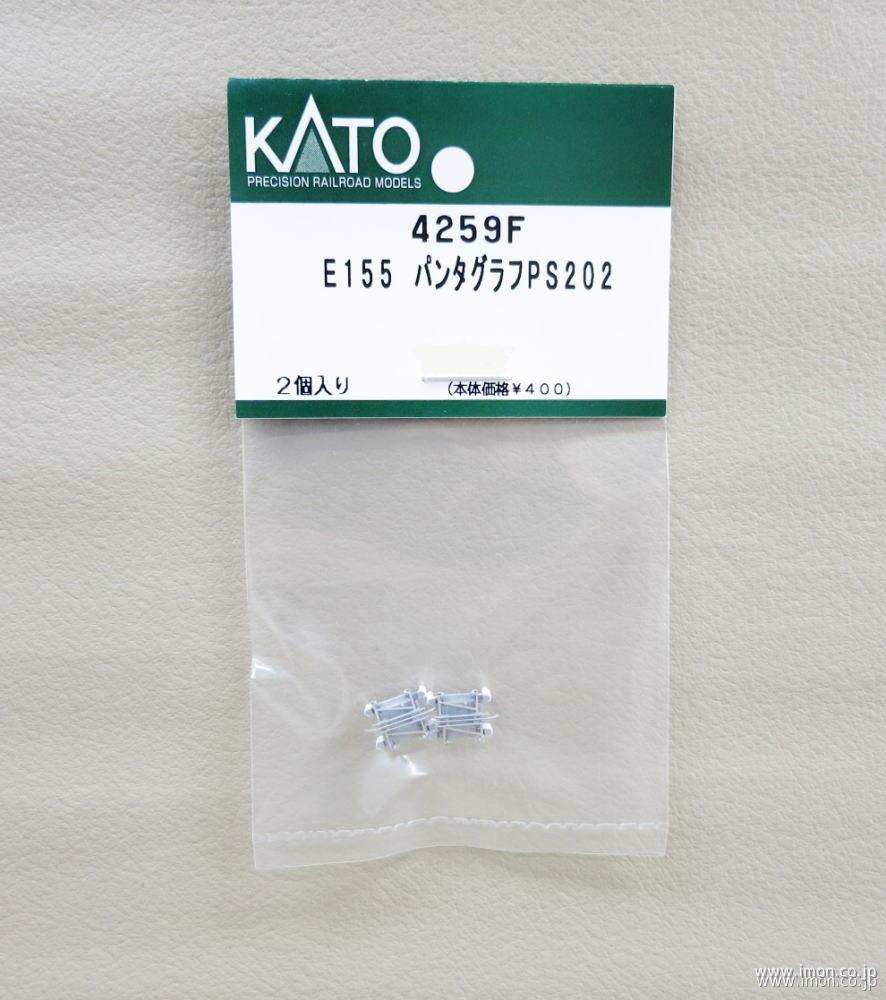 KATO
PRECISION RAILROAD MODELS
4259F
E155 パンタグラフPS202
2個入り
(本体価格¥400)
www.imon.co.jp
www.imon.co.jp